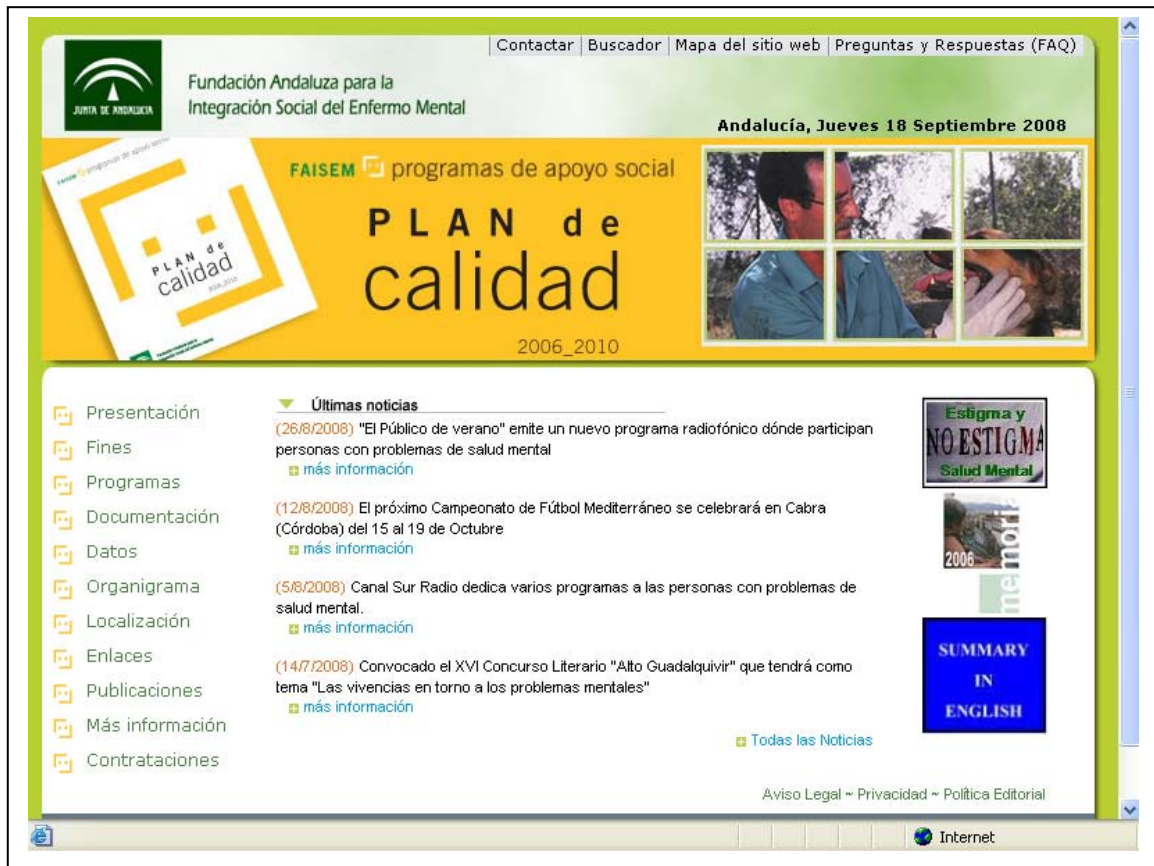 Contactar | Buscador | Mapa del sitio web | Preguntas y Respuestas (FAQ)
JUNTA DE ANDALUCIA
Fundación Andaluza para la
Integración Social del Enfermo Mental
Andalucía, Jueves 18 Septiembre 2008
FAISEM programas de apoyo social
PLAN de
calidad
2006_2010
FAISEM programas de apoyo social
PLAN de
calidad
Presentación
Fines
Programas
Documentación
Datos
Organigrama
Localización
Enlaces
Publicaciones
Más información
Contrataciones
Últimas noticias
(26/8/2008) "El Público de verano" emite un nuevo programa radiofónico dónde participan
personas con problemas de salud mental
más información
(12/8/2008) El próximo Campeonato de Fútbol Mediterráneo se celebrará en Cabra
(Córdoba) del 15 al 19 de Octubre
más información
(5/8/2008) Canal Sur Radio dedica varios programas a las personas con problemas de
salud mental.
más información
(14/7/2008) Convocado el XVI Concurso Literario "Alto Guadalquivir" que tendrá como
tema "Las vivencias en torno a los problemas mentales"
más información
Todas las Noticias
Estigma y
NO ESTIGMA
Salud Mental
2006
memoria
SUMMARY
IN
ENGLISH
Aviso Legal ~ Privacidad ~ Política Editorial
Internet